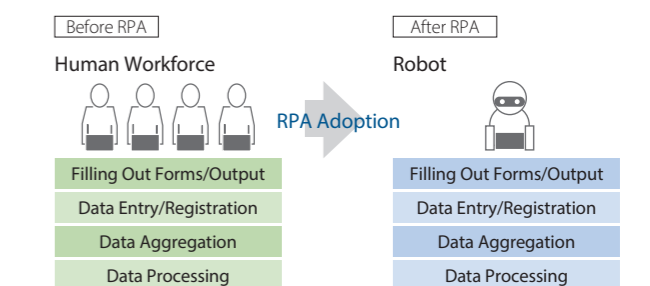 Before RPA
Human Workforce
Filling Out Forms/Output
Data Entry/Registration
Data Aggregation
Data Processing
RPA Adoption
After RPA
Robot
Filling Out Forms/Output
Data Entry/Registration
Data Aggregation
Data Processing